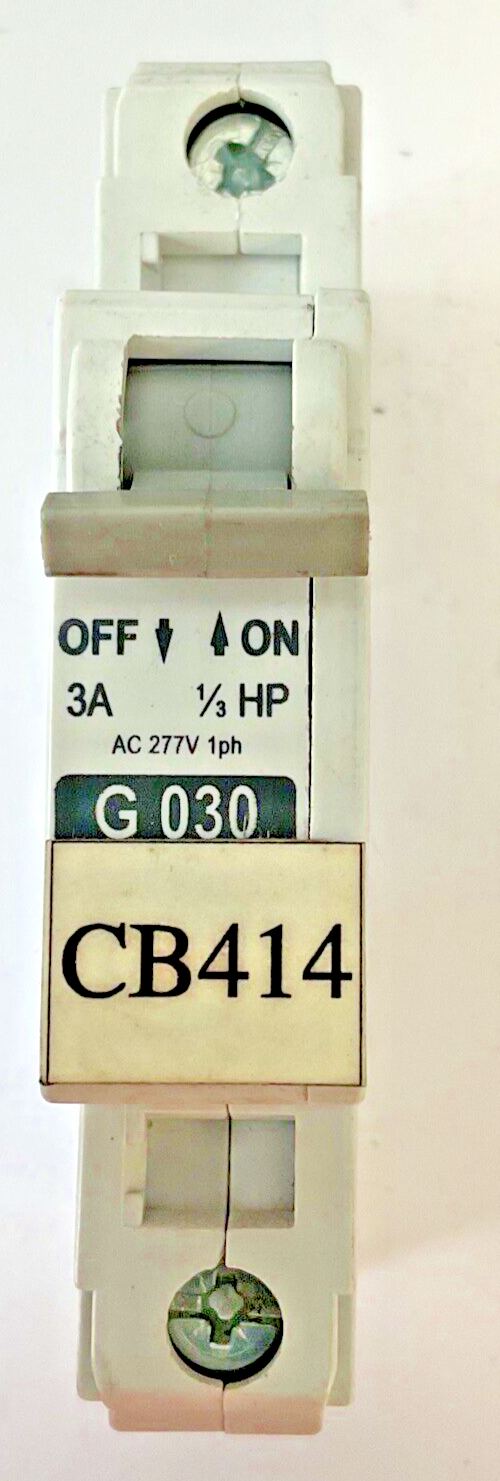 OFF ON
3A ⅓ HP
AC 277V 1ph
G 030
CB414